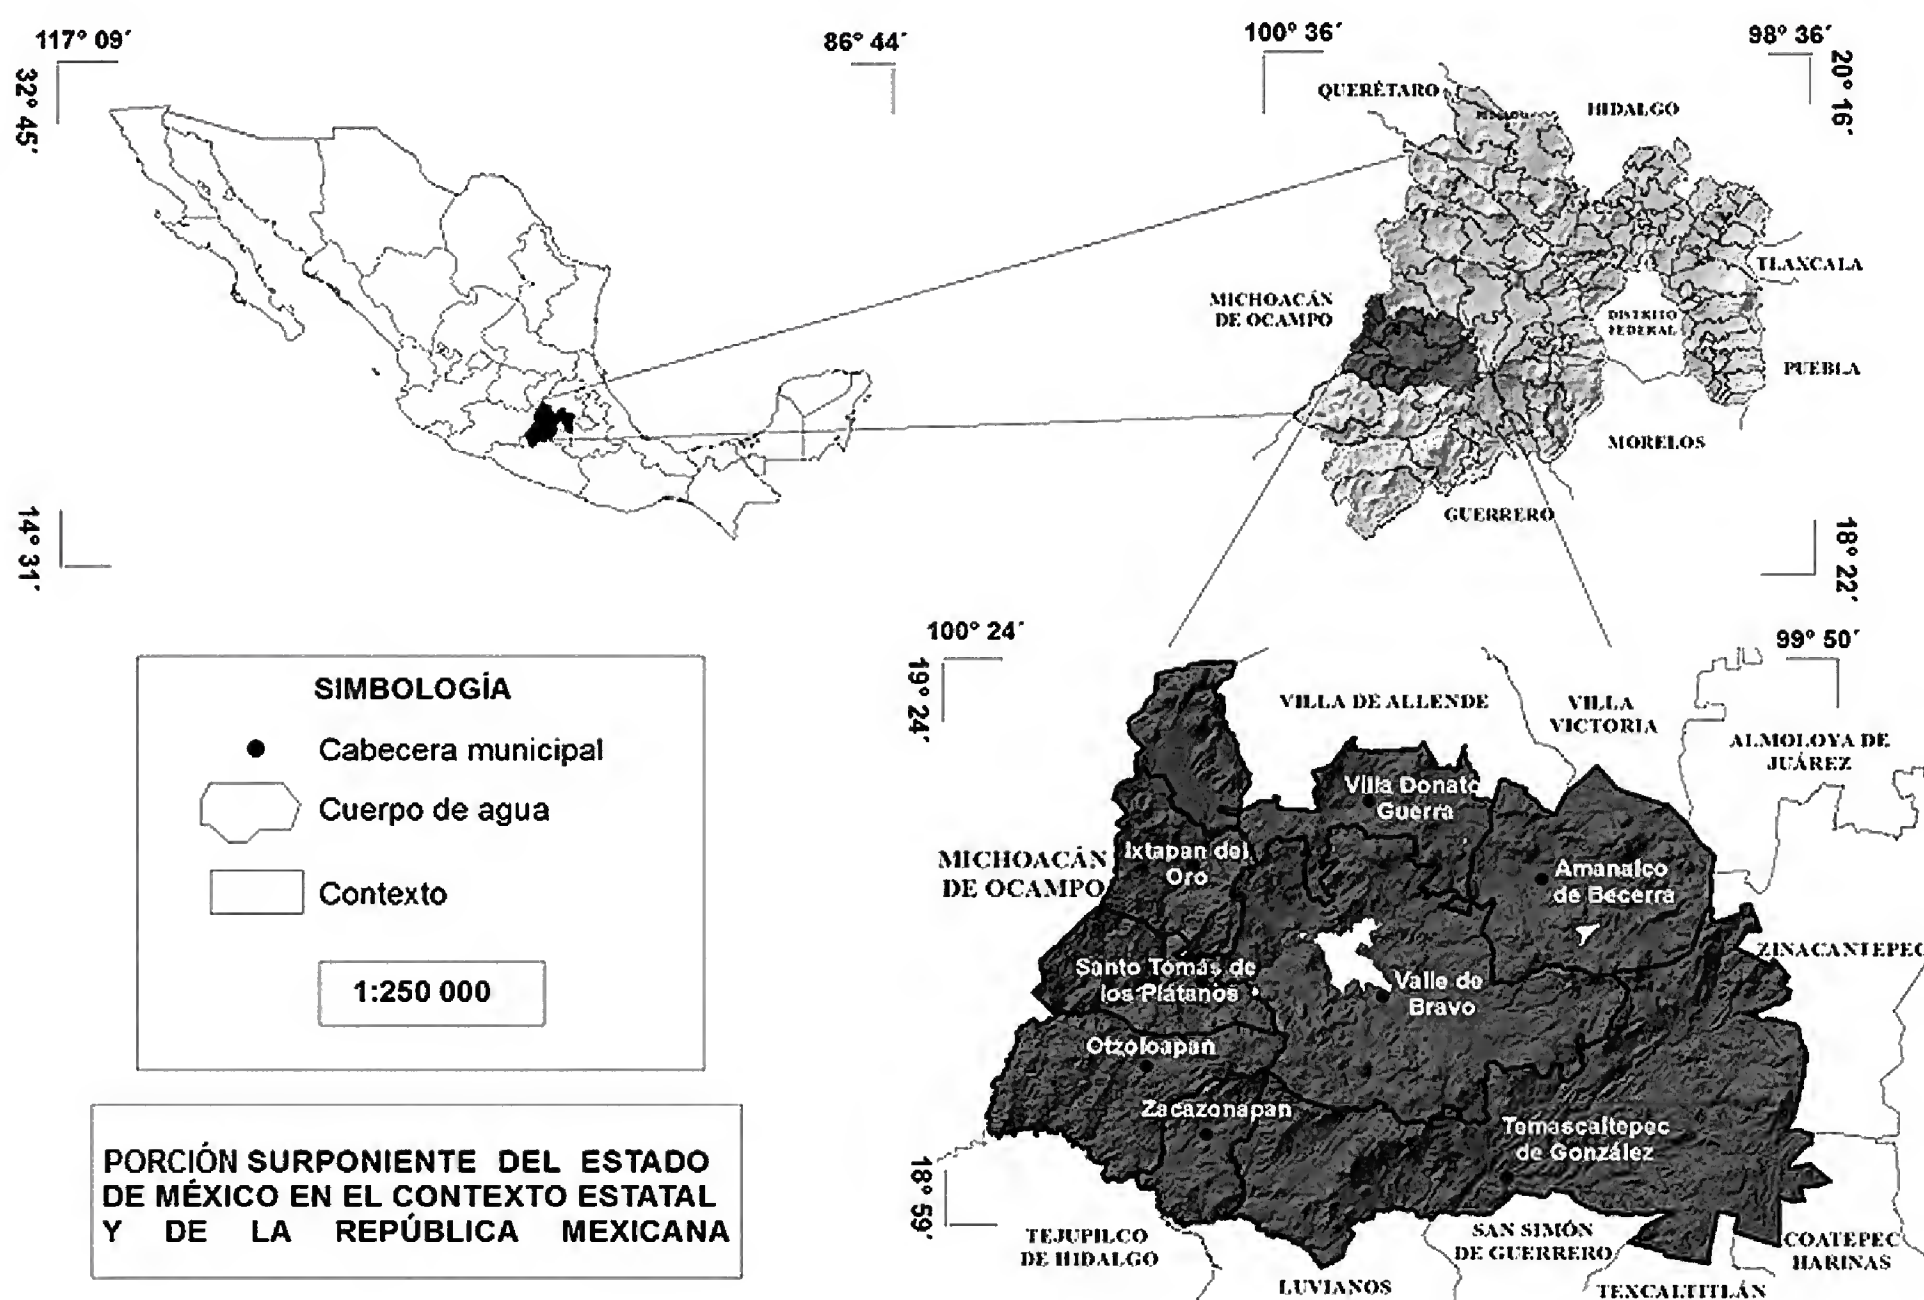 117° 09´
86° 44´
32° 45´
14° 31´
100° 36´
98° 36´
20° 16´
18° 22´
QUERÉTARO
HIDALGO
TLAXCALA
MICHOACÁN
DE OCAMPO
DISTRITO
FEDERAL
PUEBLA
MORELOS
GUERRERO
SIMBOLOGÍA
Cabecera municipal
Cuerpo de agua
Contexto
1:250 000
PORCIÓN SURPONIENTE DEL ESTADO
DE MÉXICO EN EL CONTEXTO ESTATAL
Y DE LA REPÚBLICA MEXICANA
100° 24´
99° 50´
19° 24´
18° 59´
VILLA DE ALLENDE
VILLA
VICTORIA
ALMOLOYA DE
JUÁREZ
Villa Donato
Guerra
MICHOACÁN
DE OCAMPO
Ixtapan del
Oro
Amanalco
de Becerra
ZINACANTEPEC
Santo Tomás de
los Plátanos
Valle de
Bravo
Otzoloapan
Zacazonapan
Temascaltepec
de González
TEJUPILCO
DE HIDALGO
LUVIANOS
SAN SIMÓN
DE GUERRERO
TEXCALTITLÁN
COATEPEC
HARINAS